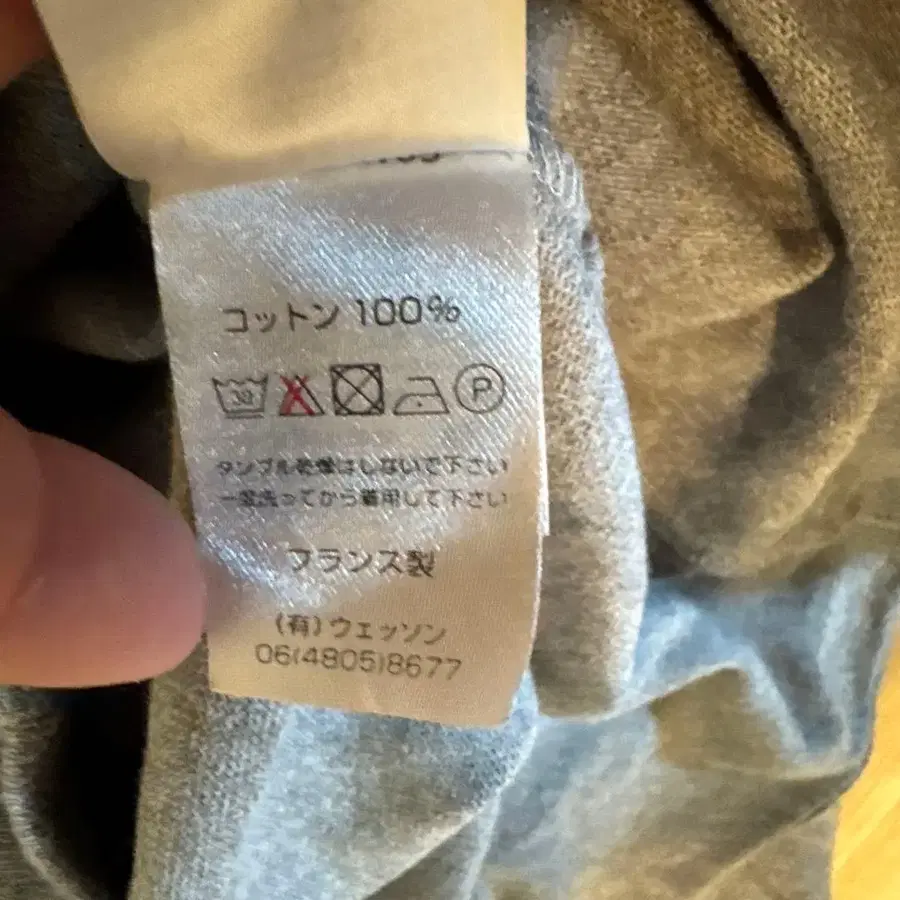 コットン 100%
30 P
タンブル乾燥はしないで下さい
一度洗ってから着用して下さい
フランス製
(有)ウェッソン
06(4805)8677